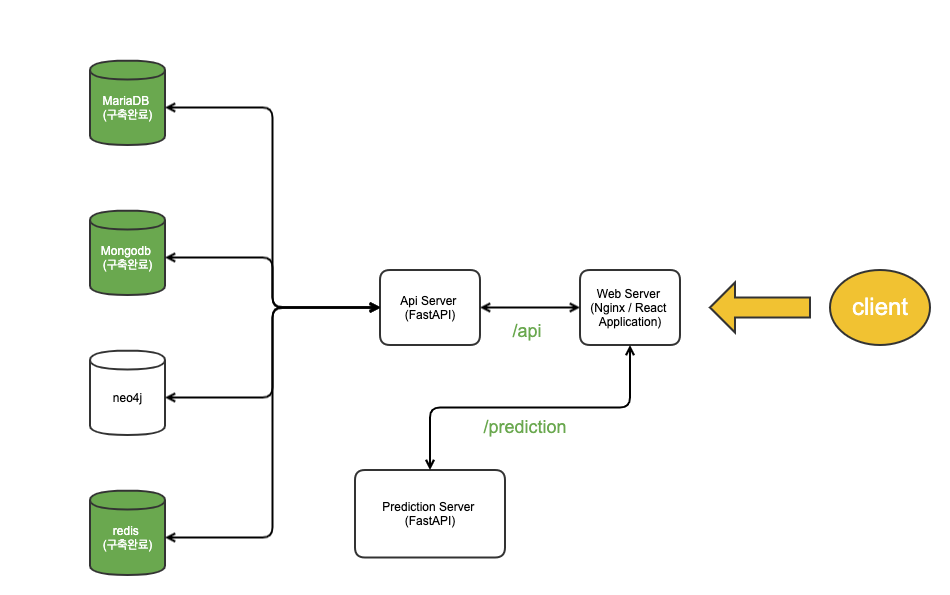 MariaDB
(구축완료)
Mongodb
(구축완료)
neo4j
redis
(구축완료)
Api Server
(FastAPI)
/api
Web Server
(Nginx / React
Application)
client
/prediction
Prediction Server
(FastAPI)